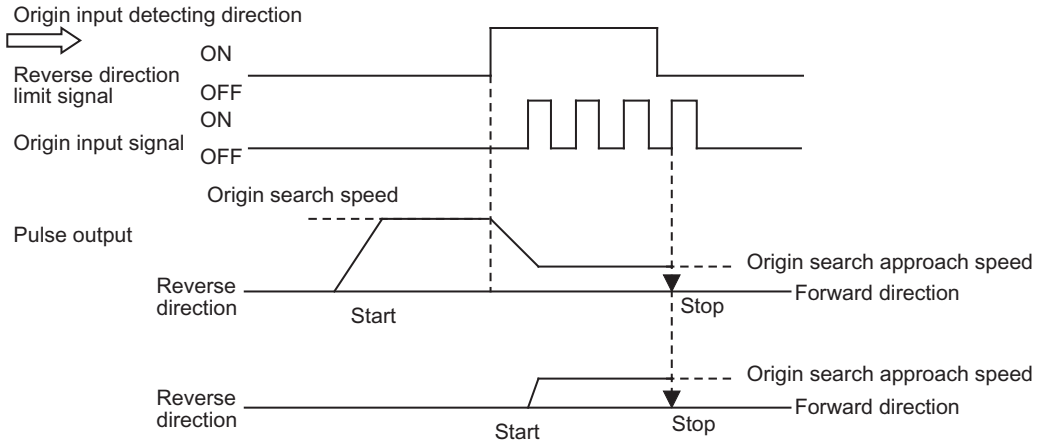 Origin input detecting direction
ON
Reverse direction
limit signal
OFF
ON
Origin input signal
OFF
Origin search speed
Pulse output
Origin search approach speed
Reverse
direction
Forward direction
Start
Stop
Origin search approach speed
Reverse
direction
Forward direction
Start
Stop